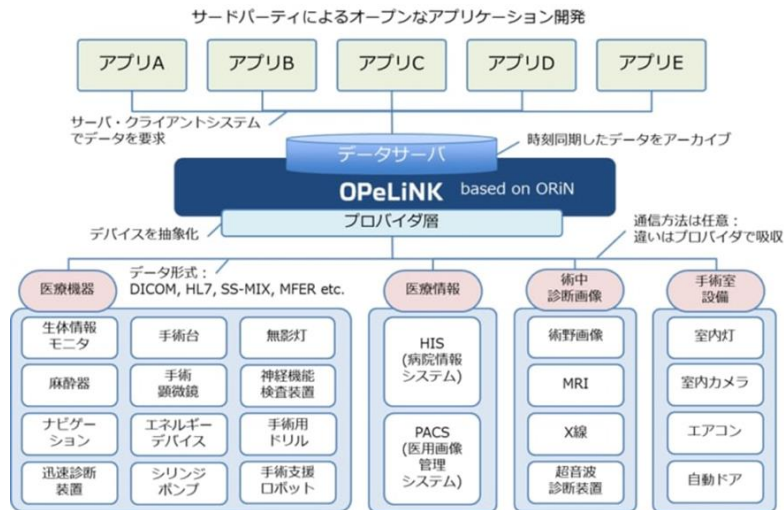 サードパーティによるオープンなアプリケーション開発
アプリA
アプリB
アプリC
アプリD
アプリE
サーバ・クライアントシステム
でデータを要求
データサーバ
時刻同期したデータをアーカイブ
OPeLiNK based on ORiN
プロバイダ層
デバイスを抽象化
通信方法は任意：
違いはプロバイダで吸収
データ形式：
DICOM, HL7, SS-MIX, MFER etc.
医療機器
生体情報
モニタ
手術台
無影灯
麻酔器
手術
顕微鏡
神経機能
検査装置
ナビゲー
ション
エネルギー
デバイス
手術用
ドリル
迅速診断
装置
シリンジ
ポンプ
手術支援
ロボット
医療情報
HIS
(病院情報
システム)
PACS
(医用画像
管理
システム)
術中
診断画像
術野画像
MRI
X線
超音波
診断装置
手術室
設備
室内灯
室内カメラ
エアコン
自動ドア